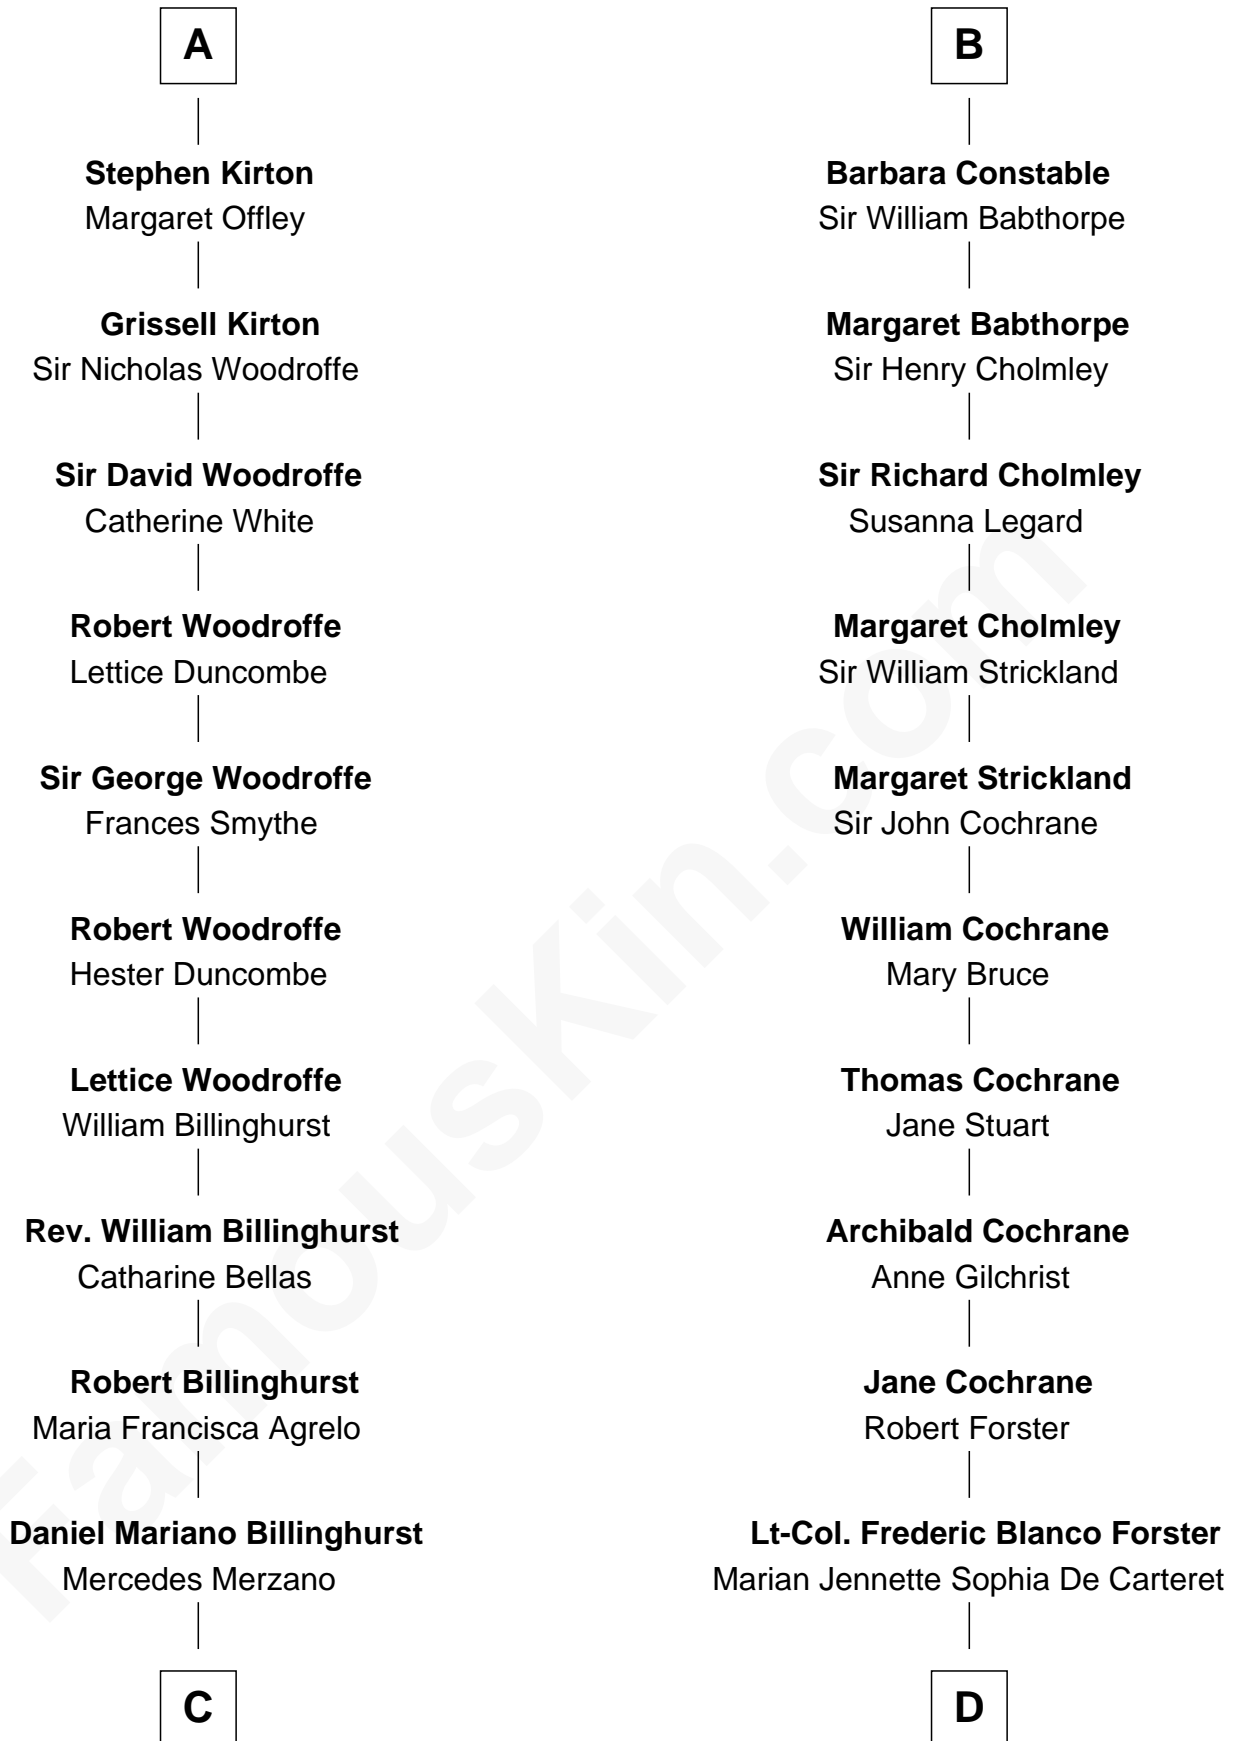 A
Stephen Kirton
Margaret Offley
Grissell Kirton
Sir Nicholas Woodroffe
Sir David Woodroffe
Catherine White
Robert Woodroffe
Lettice Duncombe
Sir George Woodroffe
Frances Smythe
Robert Woodroffe
Hester Duncombe
Lettice Woodroffe
William Billinghurst
Rev. William Billinghurst
Catharine Bellas
Robert Billinghurst
Maria Francisca Agrelo
Daniel Mariano Billinghurst
Mercedes Merzano
C
B
Barbara Constable
Sir William Babthorpe
Margaret Babthorpe
Sir Henry Cholmley
Sir Richard Cholmley
Susanna Legard
Margaret Cholmley
Sir William Strickland
Margaret Strickland
Sir John Cochrane
William Cochrane
Mary Bruce
Thomas Cochrane
Jane Stuart
Archibald Cochrane
Anne Gilchrist
Jane Cochrane
Robert Forster
Lt-Col. Frederic Blanco Forster
Marian Jennette Sophia De Carteret
D
FamousKin.com